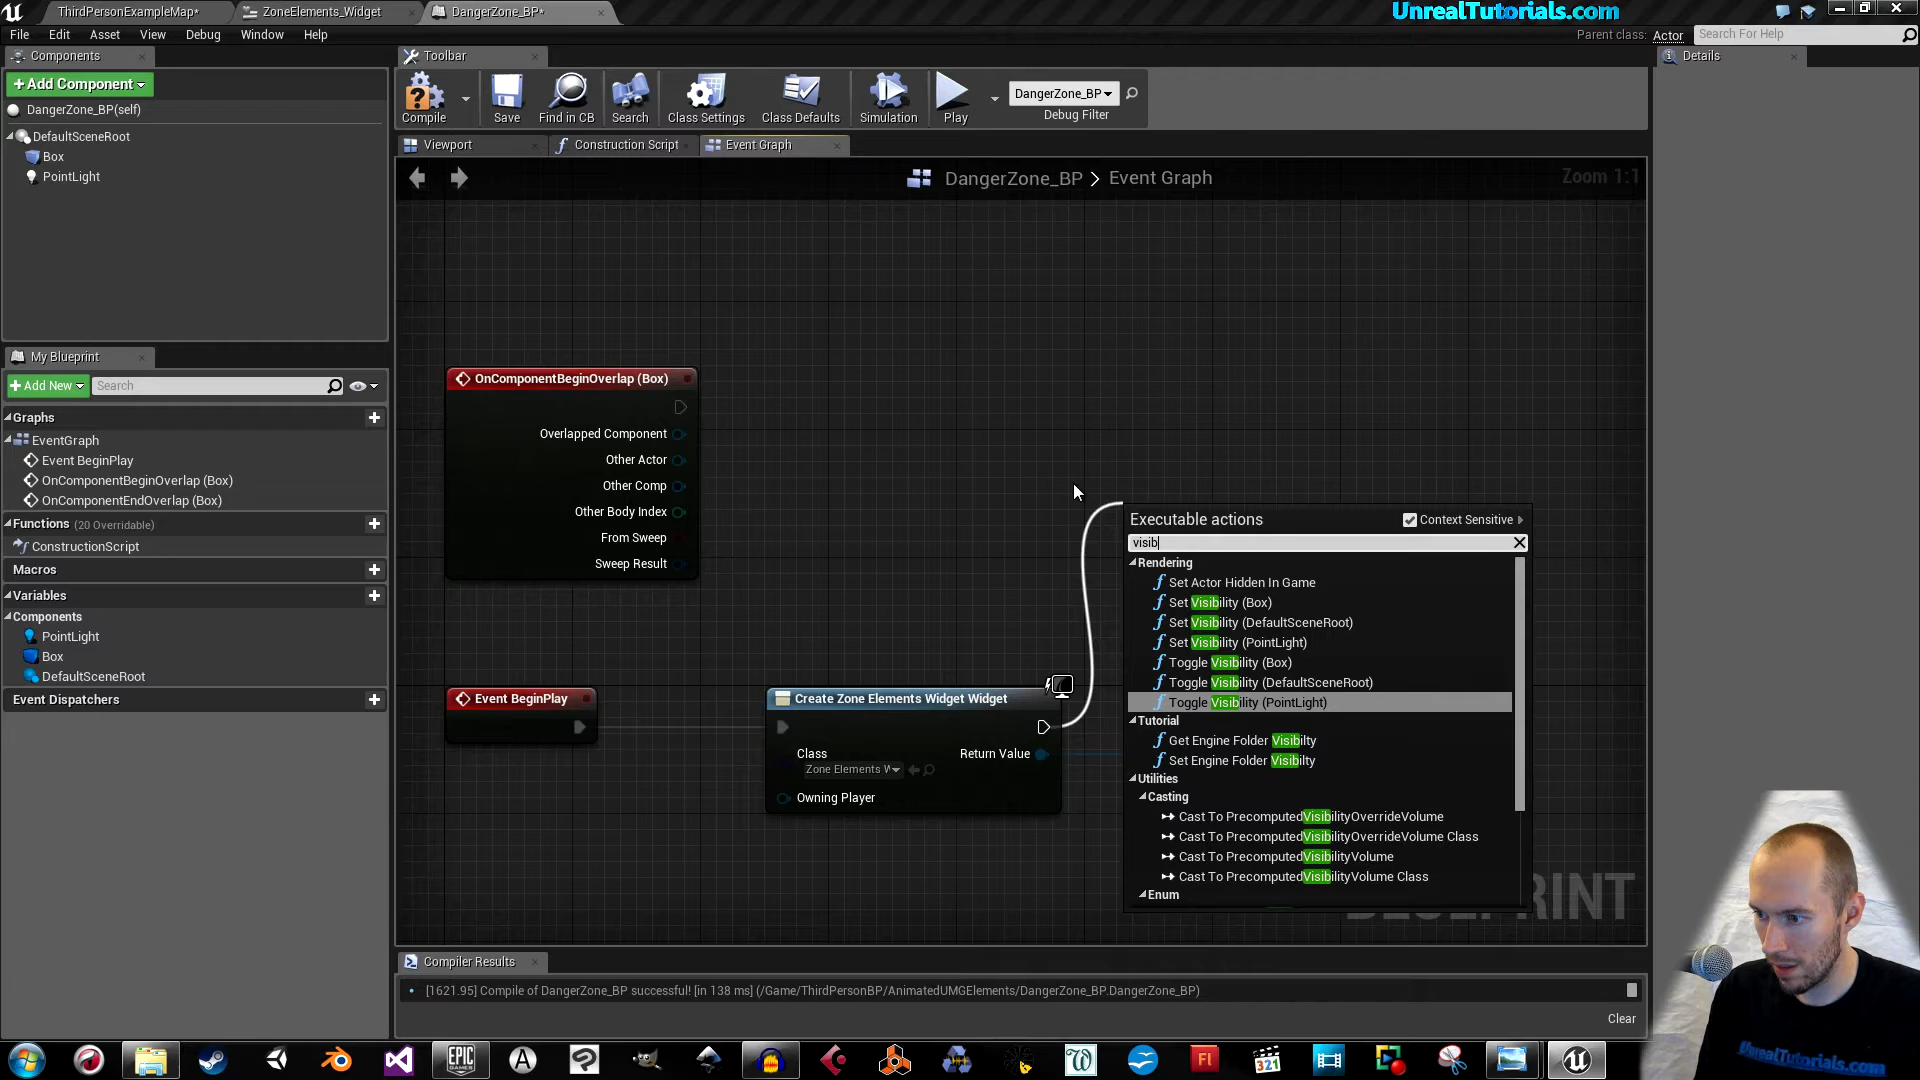 ThirdPersonExampleMap*
ZoneElements_Widget
DangerZone_BP*
UnrealTutorials.com
File Edit Asset View Debug Window Help
Parent class: Actor
Search For Help
Components
+Add Component
DangerZone_BP(self)
DefaultSceneRoot
Box
PointLight
Toolbar
Compile
Save
Find in CB
Search
Class Settings
Class Defaults
Simulation
Play
DangerZone_BP
Debug Filter
Details
Viewport
Construction Script
Event Graph
DangerZone_BP > Event Graph
Zoom 1:1
My Blueprint
+Add New
Search
Graphs
EventGraph
Event BeginPlay
OnComponentBeginOverlap (Box)
OnComponentEndOverlap (Box)
Functions (20 Overridable)
ConstructionScript
Macros
Variables
Components
PointLight
Box
DefaultSceneRoot
Event Dispatchers
OnComponentBeginOverlap (Box)
Overlapped Component
Other Actor
Other Comp
Other Body Index
From Sweep
Sweep Result
Event BeginPlay
Create Zone Elements Widget Widget
Class
Zone Elements W
Return Value
Owning Player
Executable actions
Context Sensitive
visib
Rendering
Set Actor Hidden In Game
Set Visibility (Box)
Set Visibility (DefaultSceneRoot)
Set Visibility (PointLight)
Toggle Visibility (Box)
Toggle Visibility (DefaultSceneRoot)
Toggle Visibility (PointLight)
Tutorial
Get Engine Folder Visibilty
Set Engine Folder Visibilty
Utilities
Casting
Cast To PrecomputedVisibilityOverrideVolume
Cast To PrecomputedVisibilityOverrideVolume Class
Cast To PrecomputedVisibilityVolume
Cast To PrecomputedVisibilityVolume Class
Enum
Compiler Results
[1621.95] Compile of DangerZone_BP successful! [in 138 ms] (/Game/ThirdPersonBP/AnimatedUMGElements/DangerZone_BP.DangerZone_BP)
Clear
EPIC
GAMES
321
UnrealTutorials.com